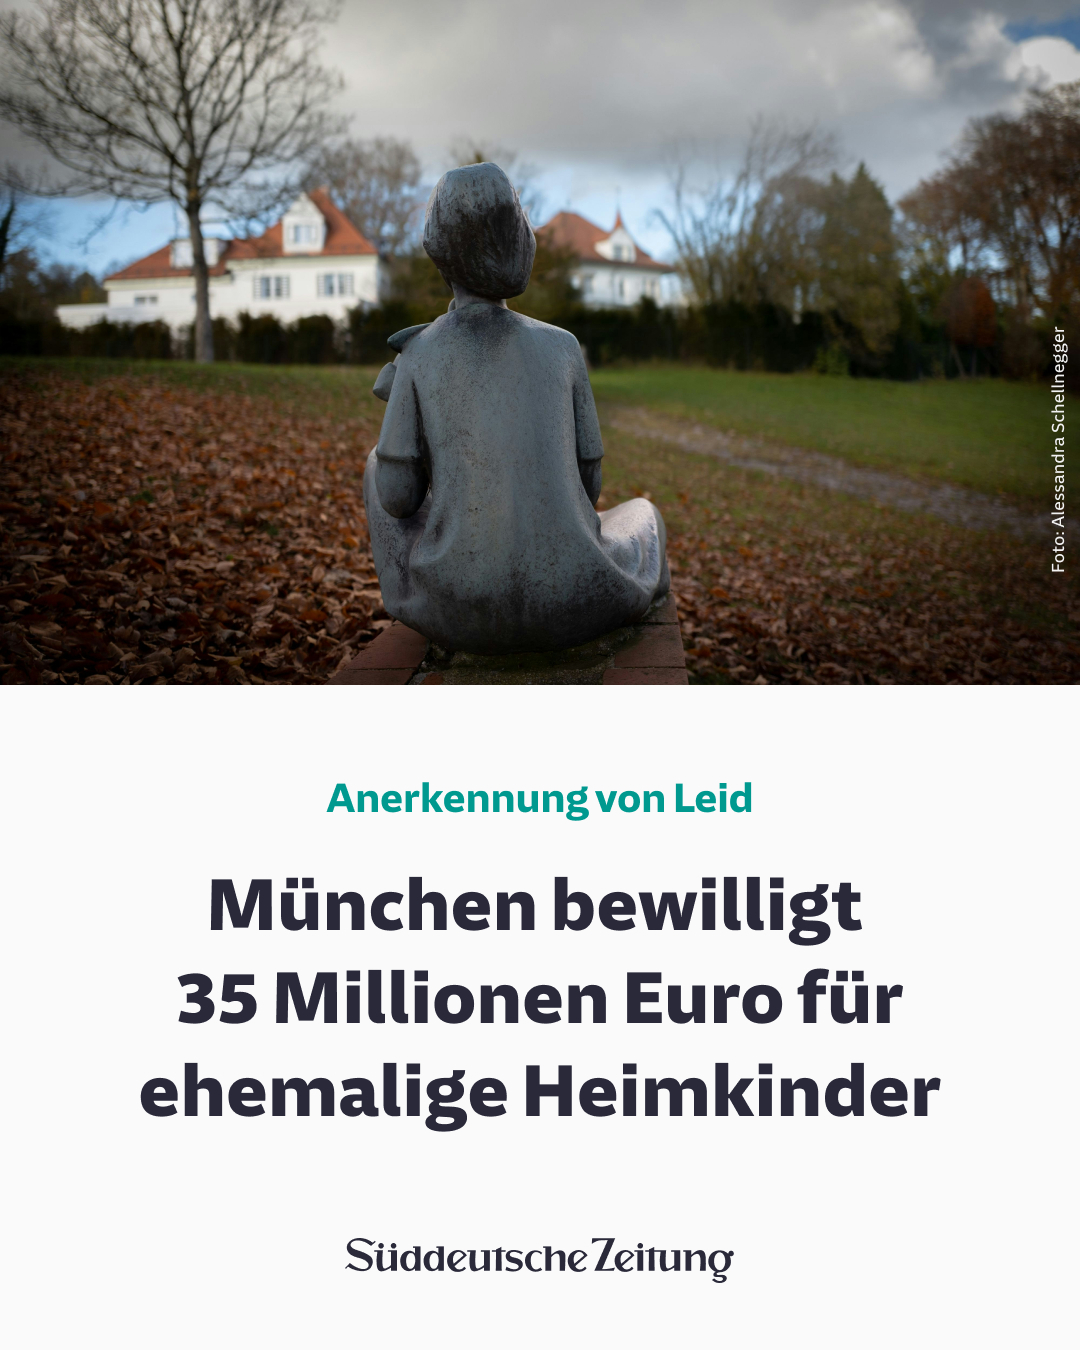 Foto: Alessandra Schellnegger
Anerkennung von Leid
München bewilligt
35 Millionen Euro für
ehemalige Heimkinder
Süddeutsche Zeitung